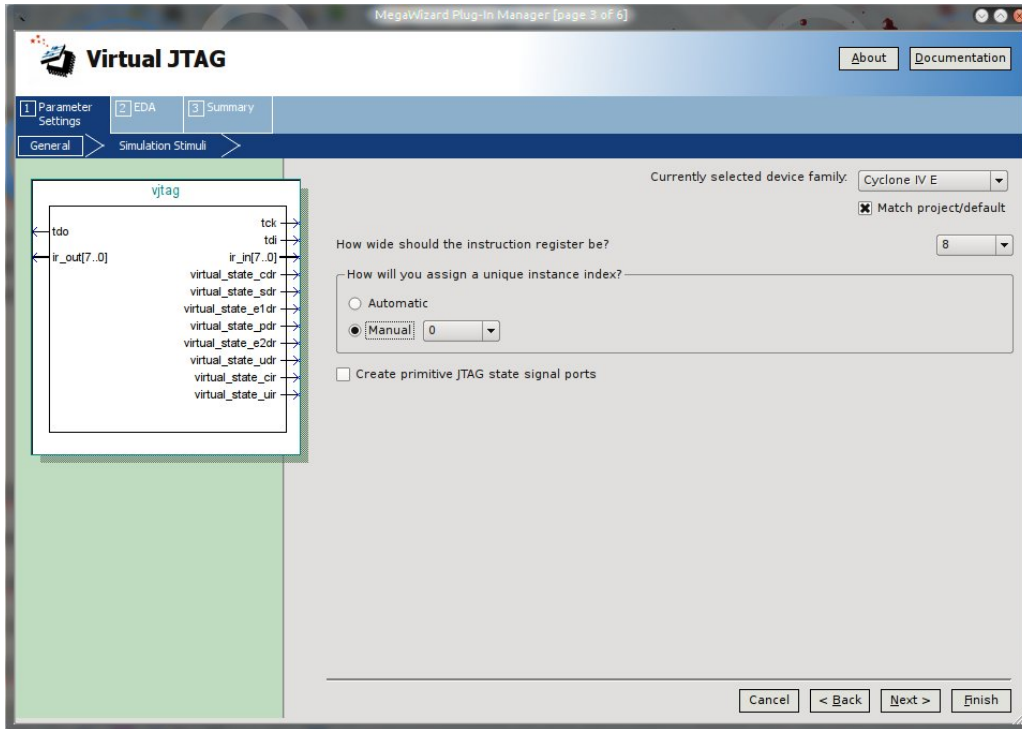 MegaWizard Plug-In Manager [page 3 of 6]
Virtual JTAG
About
Documentation
1 Parameter Settings
2 EDA
3 Summary
General
Simulation Stimuli
vjtag
tdo
ir_out[7..0]
tck
tdi
ir_in[7..0]
virtual_state_cdr
virtual_state_sdr
virtual_state_e1dr
virtual_state_pdr
virtual_state_e2dr
virtual_state_udr
virtual_state_cir
virtual_state_uir
Currently selected device family:
Cyclone IV E
Match project/default
How wide should the instruction register be?
8
How will you assign a unique instance index?
Automatic
Manual
0
Create primitive JTAG state signal ports
Cancel
< Back
Next >
Finish